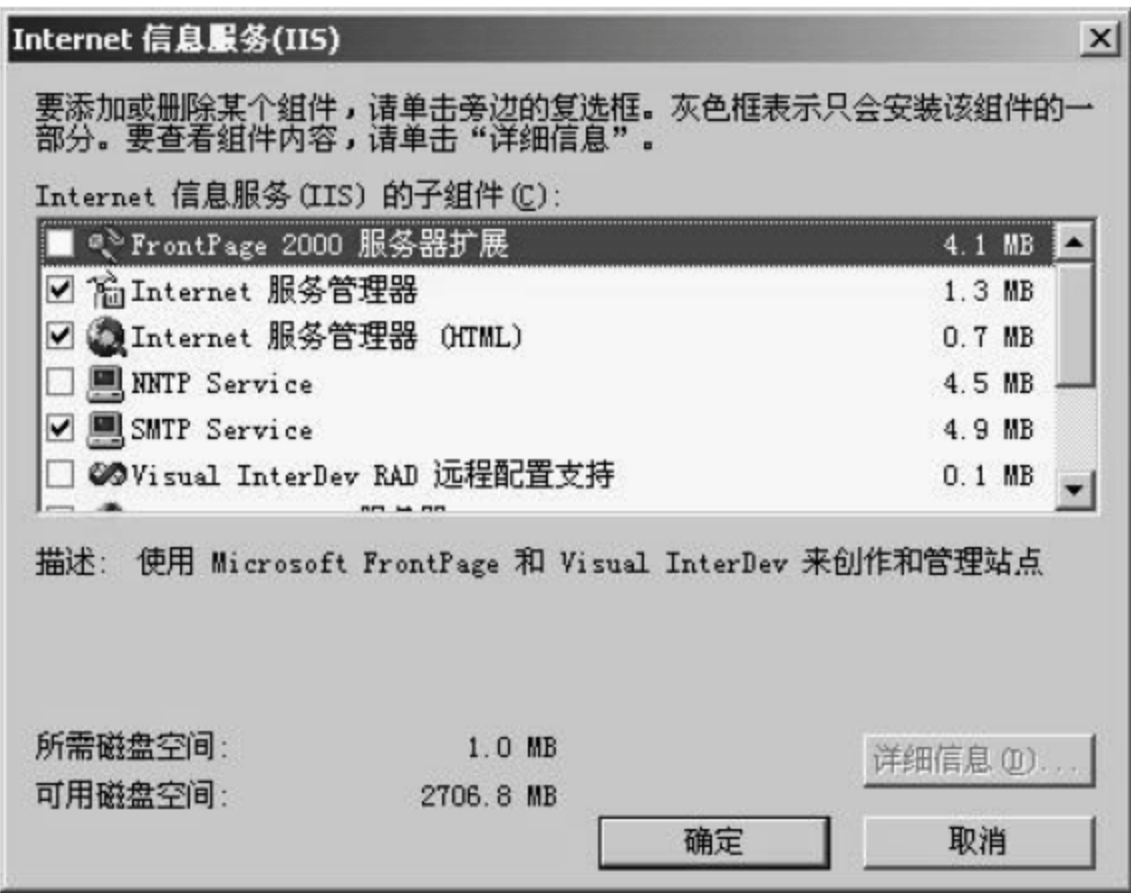 Internet 信息服务(IIS)
要添加或删除某个组件，请单击旁边的复选框。灰色框表示只会安装该组件的一
部分。要查看组件内容，请单击“详细信息”。
Internet 信息服务(IIS) 的子组件(C):
FrontPage 2000 服务器扩展 4.1 MB
Internet 服务管理器 1.3 MB
Internet 服务管理器 (HTML) 0.7 MB
NNTP Service 4.5 MB
SMTP Service 4.9 MB
Visual InterDev RAD 远程配置支持 0.1 MB
描述: 使用 Microsoft FrontPage 和 Visual InterDev 来创作和管理站点
所需磁盘空间: 1.0 MB
详细信息(D)...
可用磁盘空间: 2706.8 MB
确定 取消